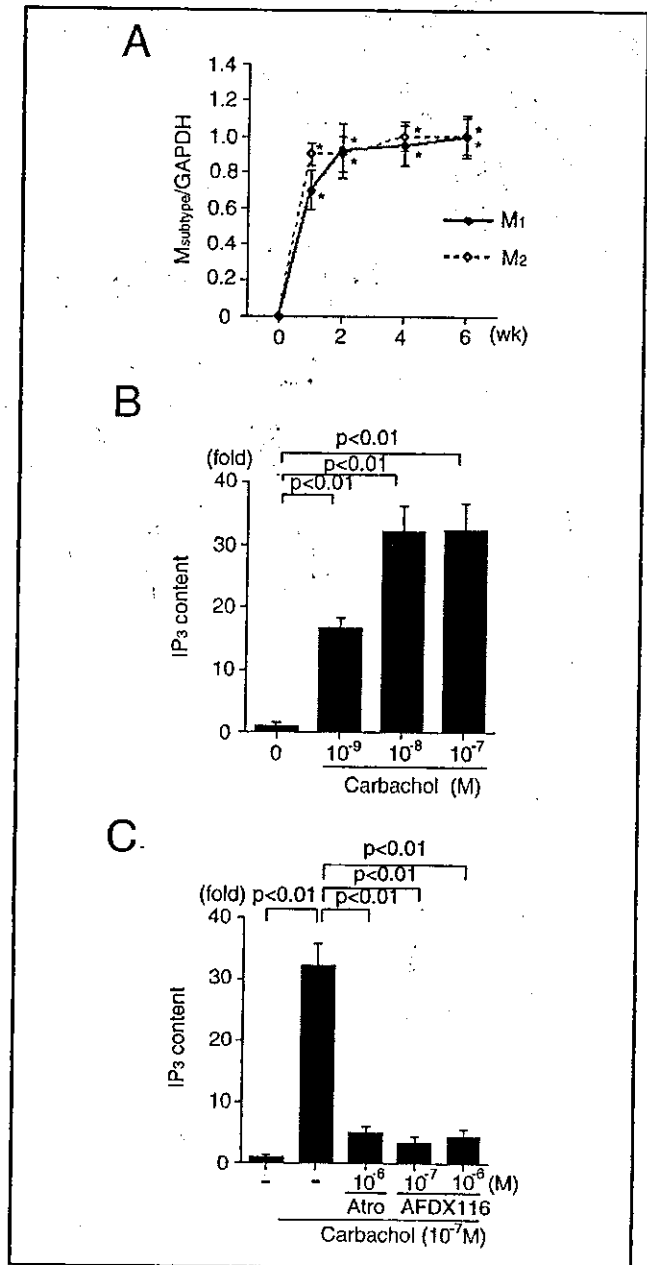 A
1.4
1.2
1.0
0.8
0.6
0.4
0.2
0
Msubtype/GAPDH
* * * *
* * * *
M1
M2
0 2 4 6 (wk)
B
p<0.01
(fold) p<0.01
p<0.01
40
30
20
10
0
IP3 content
0 10-9 10-8 10-7
Carbachol (M)
C
p<0.01
p<0.01
(fold) p<0.01 p<0.01
40
30
20
10
0
IP3 content
- - 10-6 10-7 10-6 (M)
Atro AFDX116
Carbachol (10-7M)